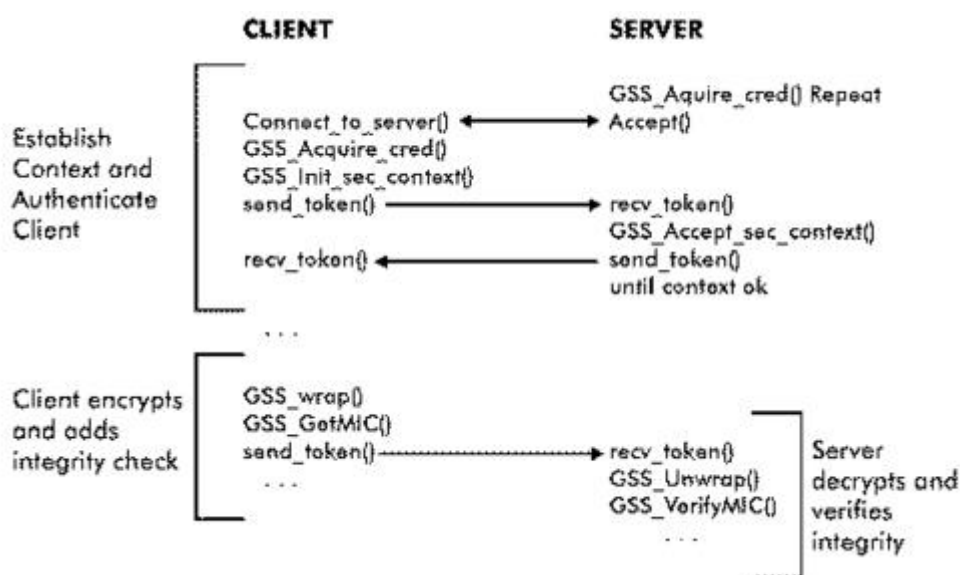 CLIENT
SERVER
GSS_Aquire_cred() Repeat
Connect_to_server()
Accept()
GSS_Acquire_cred()
GSS_Init_sec_context()
send_token()
recv_token()
GSS_Accept_sec_context()
recv_token()
send_token()
until context ok
Establish
Context and
Authenticate
Client
. . .
Client encrypts
and adds
integrity check
GSS_wrap()
GSS_GetMIC()
send_token()
. . .
recv_token()
GSS_Unwrap()
GSS_VerifyMIC()
. . .
Server
decrypts and
verifies
integrity